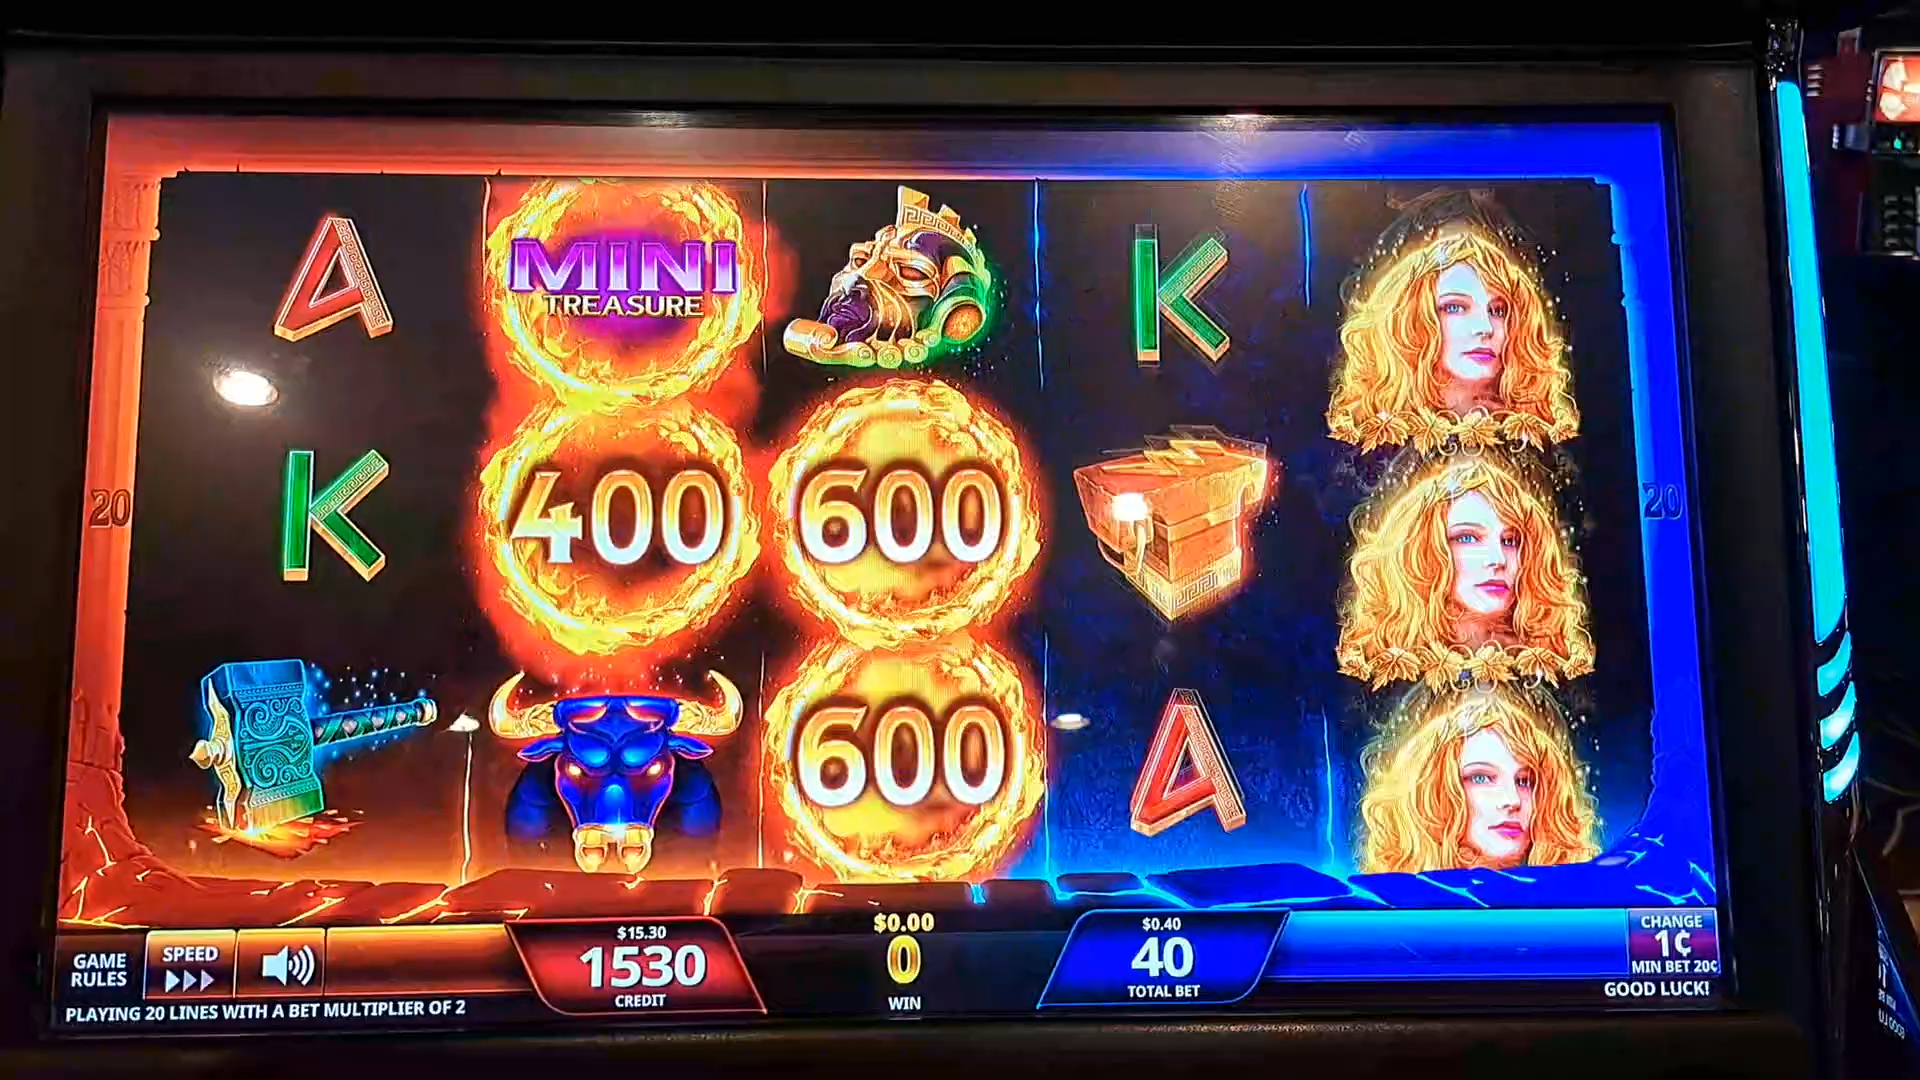 A
MINI
TREASURE
K
K
400
600
20
20
600
A
GAME
RULES
SPEED
$15.30
1530
CREDIT
$0.00
0
WIN
$0.40
40
TOTAL BET
CHANGE
1¢
MIN BET 20¢
GOOD LUCK!
PLAYING 20 LINES WITH A BET MULTIPLIER OF 2